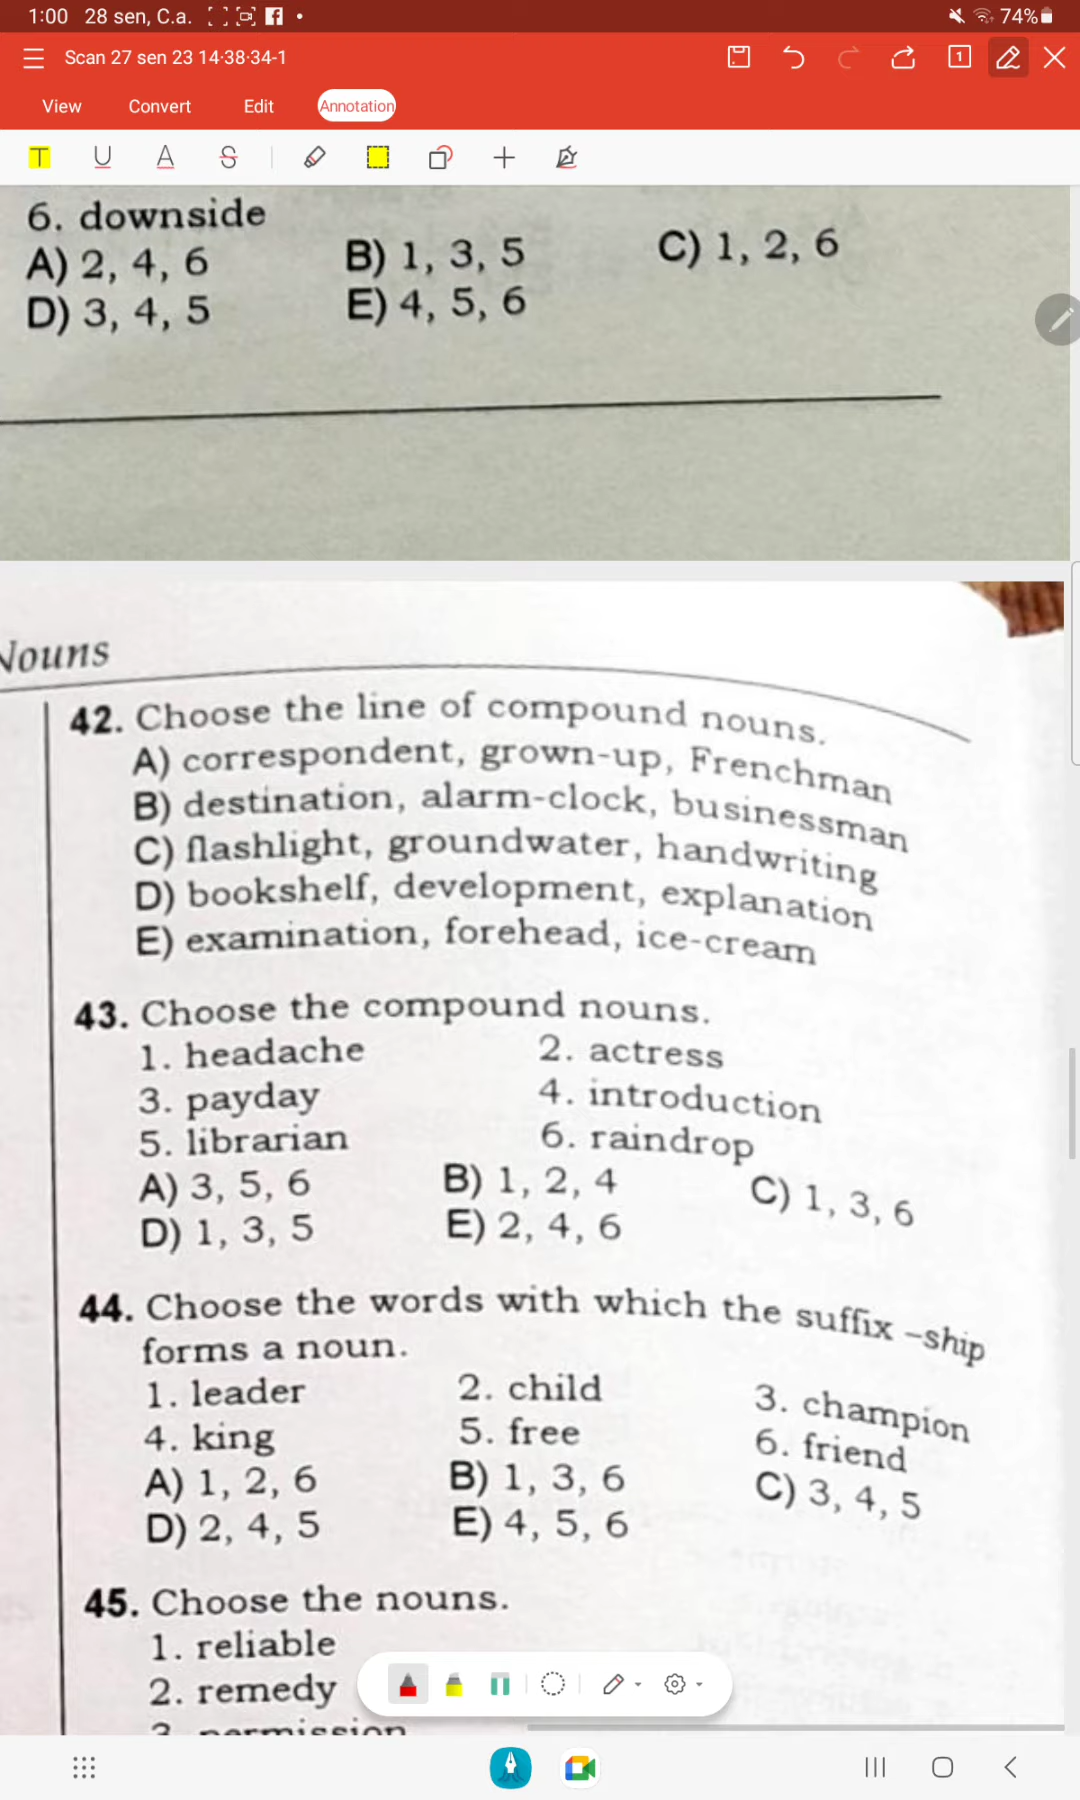 1:00 28 sen, C.a. 74%
Scan 27 sen 23 14-38-34-1
1
View Convert Edit Annotation
T U A S
6. downside
A) 2, 4, 6 B) 1, 3, 5 C) 1, 2, 6
D) 3, 4, 5 E) 4, 5, 6
Nouns
42. Choose the line of compound nouns.
A) correspondent, grown-up, Frenchman
B) destination, alarm-clock, businessman
C) flashlight, groundwater, handwriting
D) bookshelf, development, explanation
E) examination, forehead, ice-cream
43. Choose the compound nouns.
1. headache 2. actress
3. payday 4. introduction
5. librarian 6. raindrop
A) 3, 5, 6 B) 1, 2, 4 C) 1, 3, 6
D) 1, 3, 5 E) 2, 4, 6
44. Choose the words with which the suffix –ship
forms a noun.
1. leader 2. child 3. champion
4. king 5. free 6. friend
A) 1, 2, 6 B) 1, 3, 6 C) 3, 4, 5
D) 2, 4, 5 E) 4, 5, 6
45. Choose the nouns.
1. reliable
2. remedy
3. permission